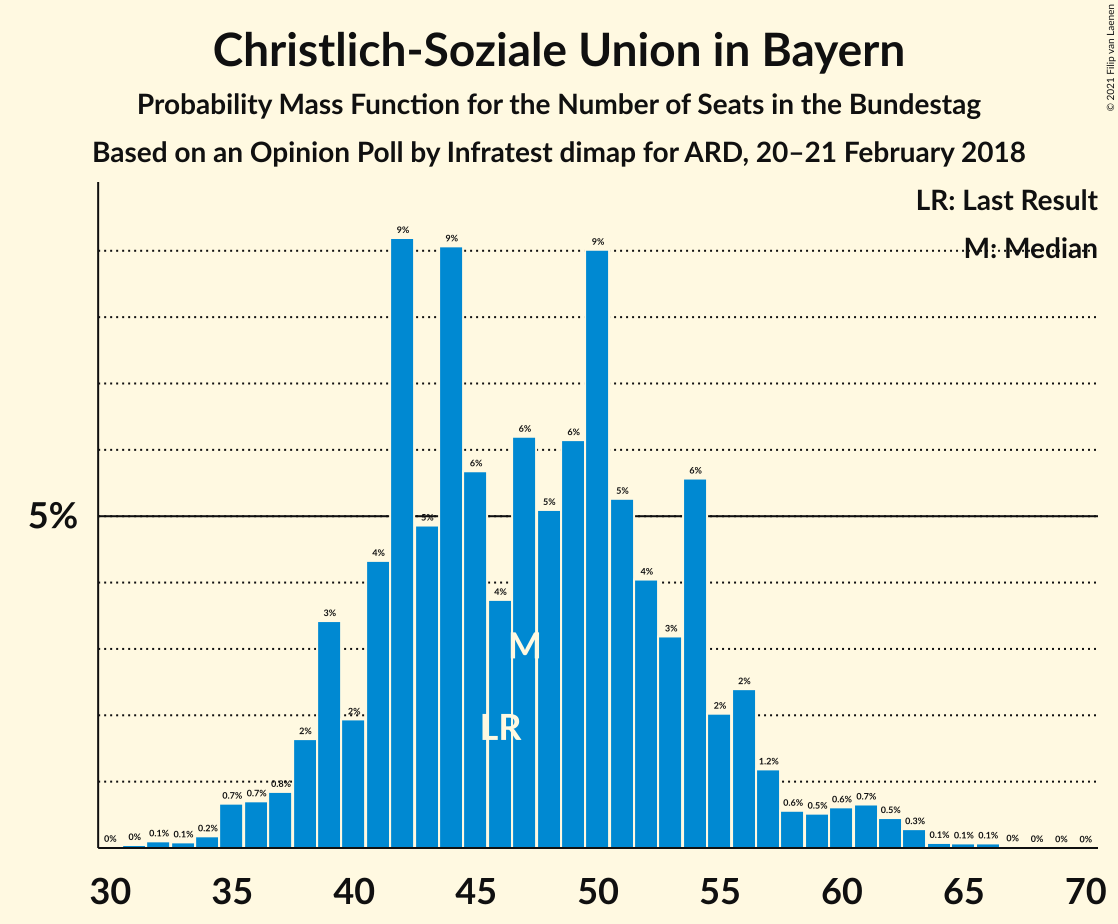 Christlich-Soziale Union in Bayern
Probability Mass Function for the Number of Seats in the Bundestag
Based on an Opinion Poll by Infratest dimap for ARD, 20–21 February 2018
© 2021 Filip van Laenen
LR: Last Result
M: Median
5%
0% 0% 0.1% 0.1% 0.2% 0.7% 0.7% 0.8% 2% 3% 2% 4% 9% 5% 9% 6% 4% 6% 5% 6% 9% 5% 4% 3% 6% 2% 2% 1.2% 0.6% 0.5% 0.6% 0.7% 0.5% 0.3% 0.1% 0.1% 0.1% 0% 0% 0% 0%
M
LR
30 35 40 45 50 55 60 65 70